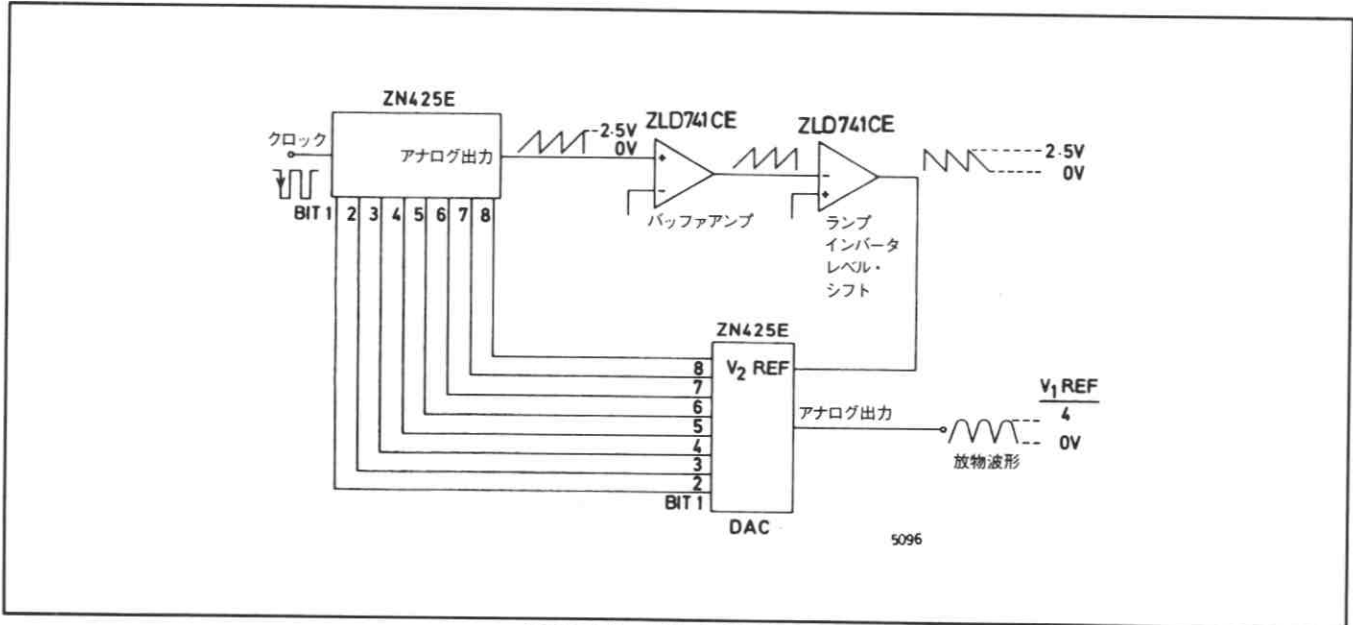 ZN425E
クロック
アナログ出力
2.5V
0V
ZLD741CE
+
−
バッファアンプ
ZLD741CE
−
+
ランプ
インバータ
レベル・
シフト
2.5V
0V
BIT 1 2 3 4 5 6 7 8
ZN425E
V2 REF
8
7
6
5
4
3
2
BIT 1
DAC
アナログ出力
V1 REF
4
0V
放物波形
5096